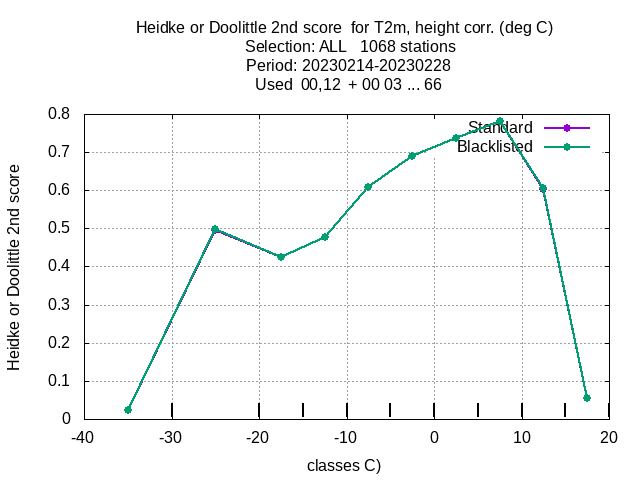 Heidke or Doolittle 2nd score  for T2m, height corr. (deg C)
Selection: ALL   1068 stations
Period: 20230214-20230228
Used  00,12  + 00 03 ... 66
Heidke or Doolittle 2nd score
0.8
0.7
0.6
0.5
0.4
0.3
0.2
0.1
0
Standard
Blacklisted
-40 -30 -20 -10 0 10 20
classes C)